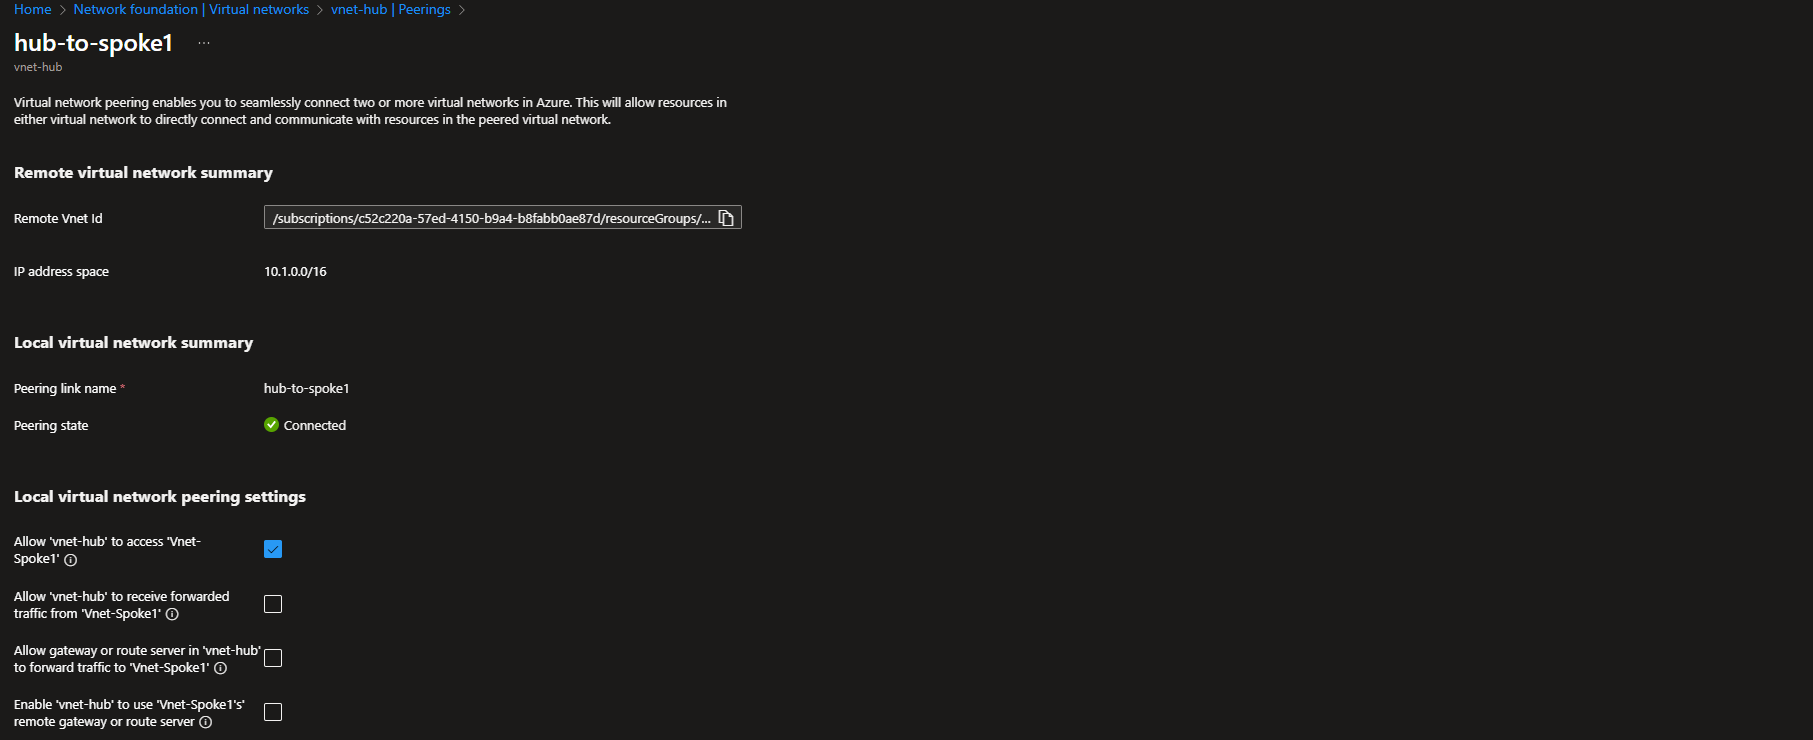 Home > Network foundation | Virtual networks > vnet-hub | Peerings >
hub-to-spoke1 ...
vnet-hub
Virtual network peering enables you to seamlessly connect two or more virtual networks in Azure. This will allow resources in
either virtual network to directly connect and communicate with resources in the peered virtual network.
Remote virtual network summary
Remote Vnet Id /subscriptions/c52c220a-57ed-4150-b9a4-b8fabb0ae87d/resourceGroups/...
IP address space 10.1.0.0/16
Local virtual network summary
Peering link name * hub-to-spoke1
Peering state Connected
Local virtual network peering settings
Allow 'vnet-hub' to access 'Vnet-
Spoke1'
Allow 'vnet-hub' to receive forwarded
traffic from 'Vnet-Spoke1'
Allow gateway or route server in 'vnet-hub'
to forward traffic to 'Vnet-Spoke1'
Enable 'vnet-hub' to use 'Vnet-Spoke1's'
remote gateway or route server